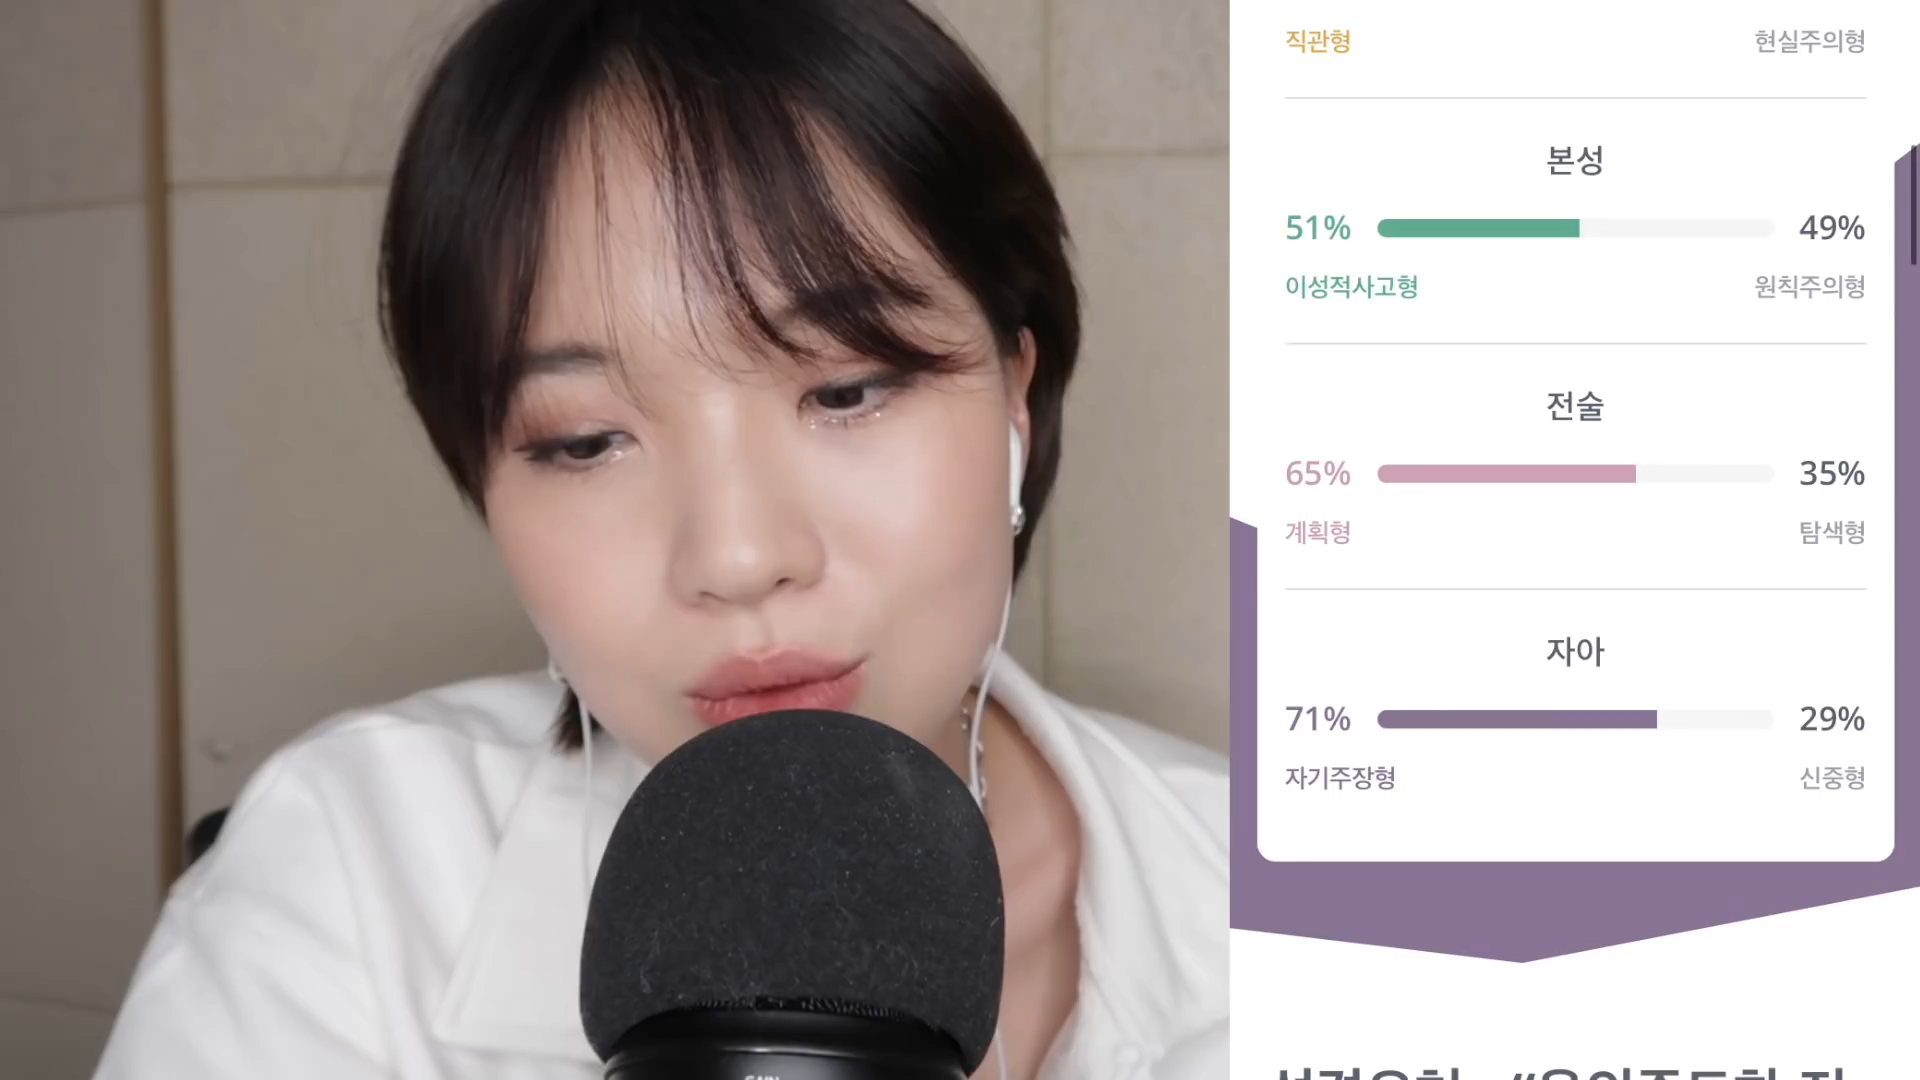 직관형 현실주의형
본성
51% 49%
이성적사고형 원칙주의형
전술
65% 35%
계획형 탐색형
자아
71% 29%
자기주장형 신중형